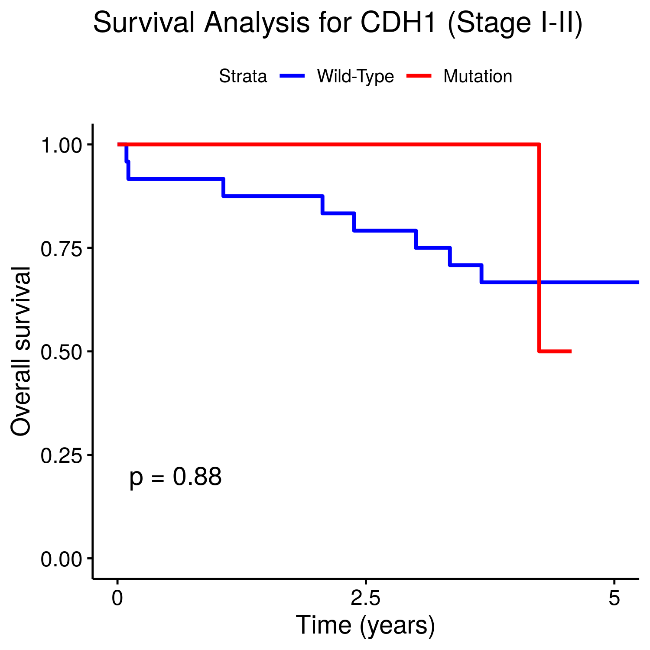 Survival Analysis for CDH1 (Stage I-II)
Strata Wild-Type Mutation
1.00
0.75
0.50
0.25
0.00
Overall survival
p = 0.88
0 2.5 5
Time (years)